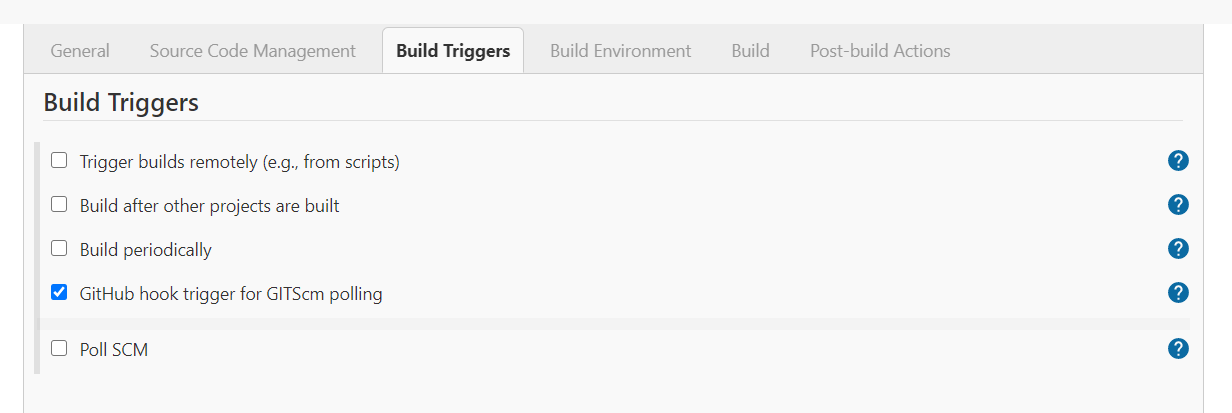 General Source Code Management Build Triggers Build Environment Build Post-build Actions
Build Triggers
Trigger builds remotely (e.g., from scripts) ?
Build after other projects are built ?
Build periodically ?
GitHub hook trigger for GITScm polling ?
Poll SCM ?